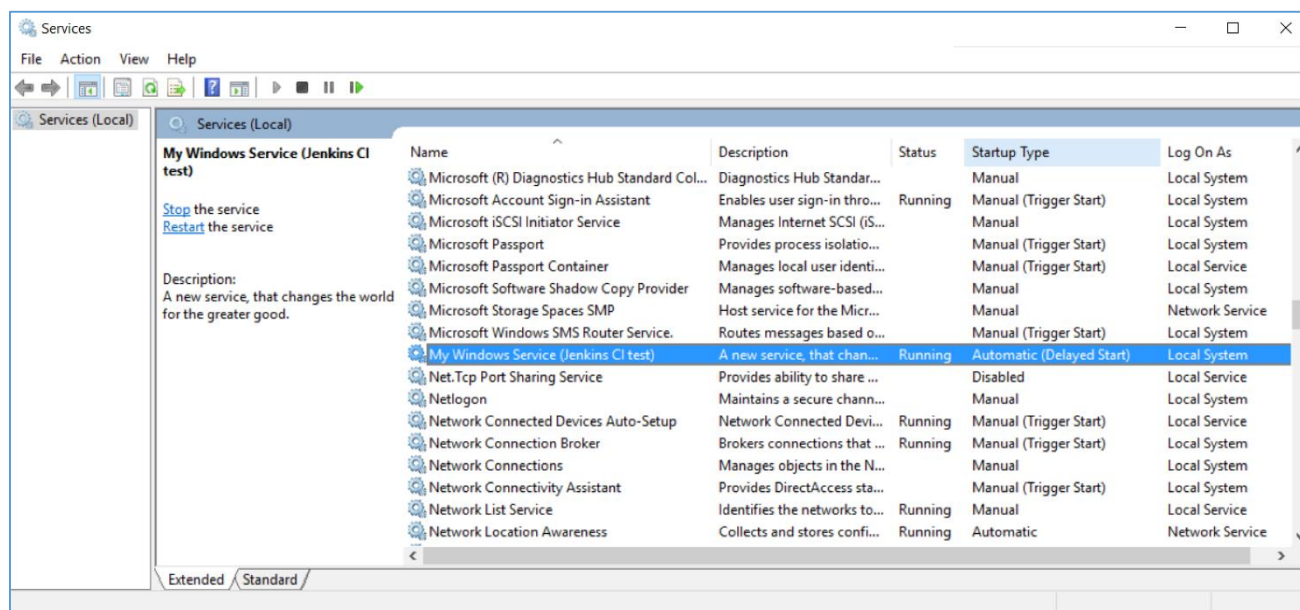 Services
File Action View Help
Services (Local)
Services (Local)
My Windows Service (Jenkins CI
test)
Stop the service
Restart the service
Description:
A new service, that changes the world
for the greater good.
Name Description Status Startup Type Log On As
Microsoft (R) Diagnostics Hub Standard Col... Diagnostics Hub Standar... Manual Local System
Microsoft Account Sign-in Assistant Enables user sign-in thro... Running Manual (Trigger Start) Local System
Microsoft iSCSI Initiator Service Manages Internet SCSI (iS... Manual Local System
Microsoft Passport Provides process isolatio... Manual (Trigger Start) Local System
Microsoft Passport Container Manages local user identi... Manual (Trigger Start) Local Service
Microsoft Software Shadow Copy Provider Manages software-based... Manual Local System
Microsoft Storage Spaces SMP Host service for the Micr... Manual Network Service
Microsoft Windows SMS Router Service. Routes messages based o... Manual (Trigger Start) Local System
My Windows Service (Jenkins CI test) A new service, that chan... Running Automatic (Delayed Start) Local System
Net.Tcp Port Sharing Service Provides ability to share ... Disabled Local Service
Netlogon Maintains a secure chann... Manual Local System
Network Connected Devices Auto-Setup Network Connected Devi... Running Manual (Trigger Start) Local Service
Network Connection Broker Brokers connections that ... Running Manual (Trigger Start) Local System
Network Connections Manages objects in the N... Manual Local System
Network Connectivity Assistant Provides DirectAccess sta... Manual (Trigger Start) Local System
Network List Service Identifies the networks to... Running Manual Local Service
Network Location Awareness Collects and stores confi... Running Automatic Network Service
Extended Standard